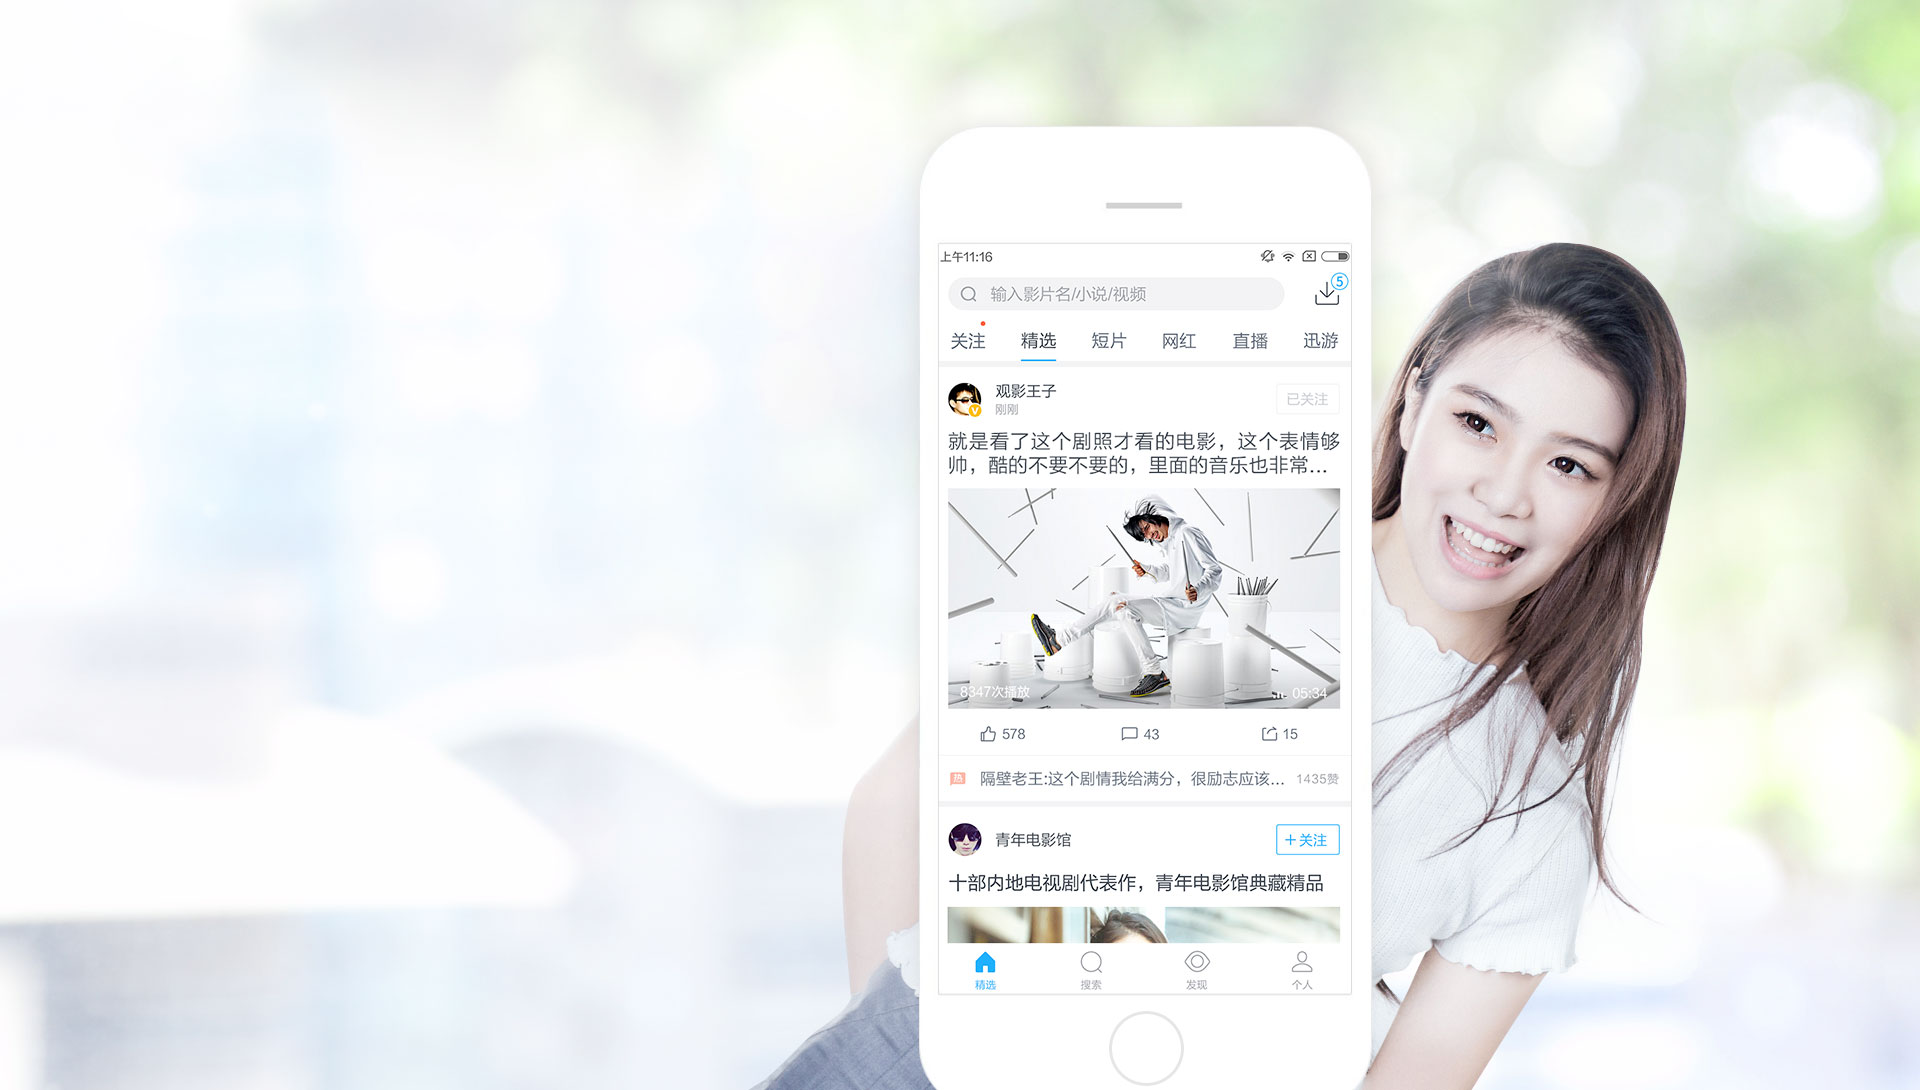 上午11:16
输入影片名/小说/视频
5
关注 精选 短片 网红 直播 迅游
观影王子
刚刚
已关注
就是看了这个剧照才看的电影，这个表情够
帅，酷的不要不要的，里面的音乐也非常...
8347次播放
05:34
578 43 15
热 隔壁老王:这个剧情我给满分，很励志应该... 1435赞
青年电影馆
+关注
十部内地电视剧代表作，青年电影馆典藏精品
精选 搜索 发现 个人